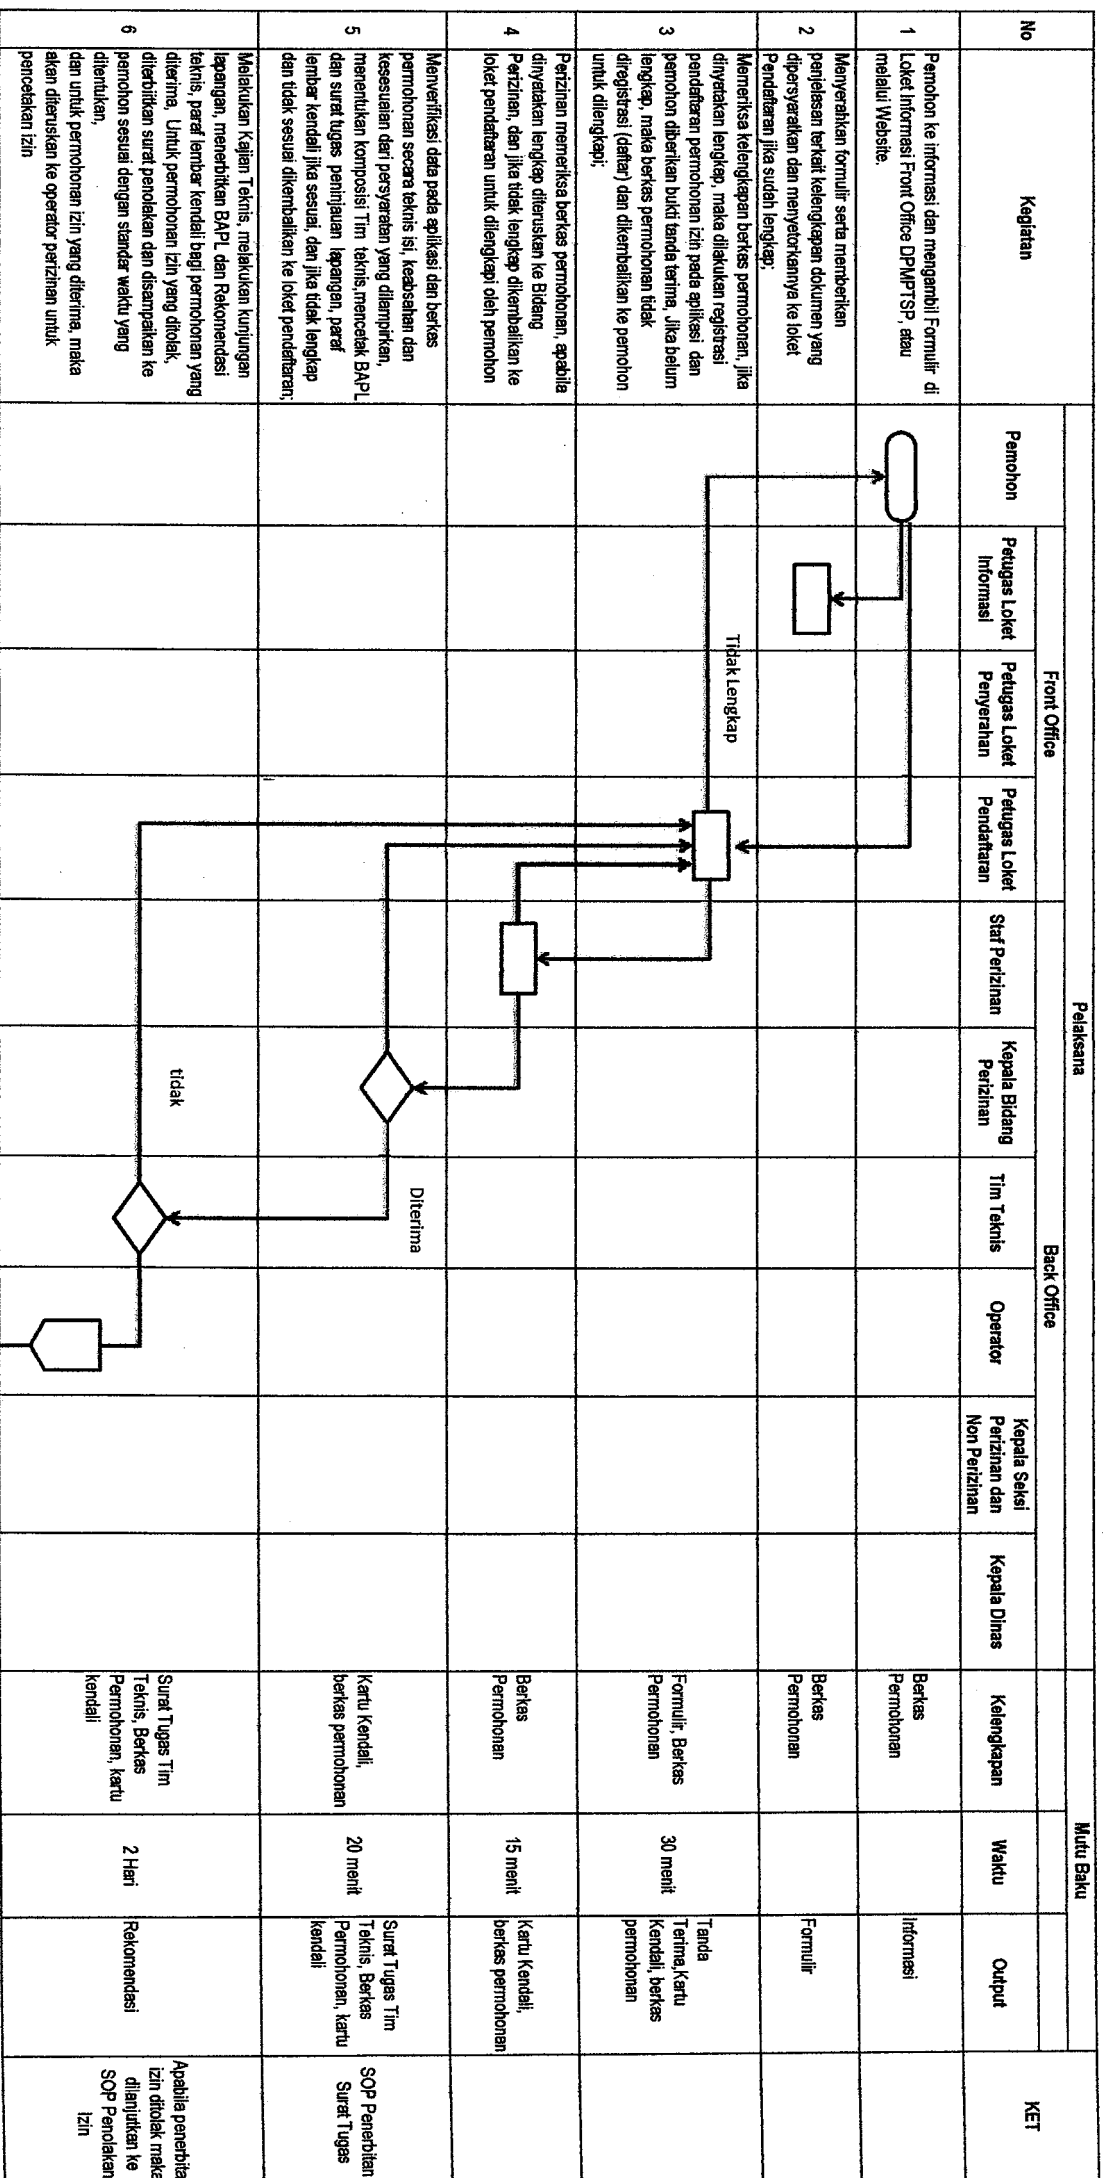 No
Kegiatan
Pelaksana
Mutu Baku
KET
Front Office
Back Office
Pemohon
Petugas Loket
Informasi
Petugas Loket
Penyerahan
Petugas Loket
Pendaftaran
Staf Perizinan
Kepala Bidang
Perizinan
Tim Teknis
Operator
Kepala Seksi
Perizinan dan
Non Perizinan
Kepala Dinas
Kelengkapan
Waktu
Output
1
Pemohon ke informasi dan mengambil Formulir di
Loket Informasi Front Office DPMPTSP, atau
melalui Website.
Berkas
Permohonan
Informasi
2
Menyerahkan formulir serta memberikan
penjelasan terkait kelengkapan dokumen yang
dipersyaratkan dan menyetorkannya ke loket
Pendaftaran jika sudah lengkap;
Berkas
Permohonan
Formulir
3
Memeriksa kelengkapan berkas permohonan, jika
dinyatakan lengkap, maka dilakukan registrasi
pendaftaran permohonan izin pada aplikasi dan
pemohon diberikan bukti tanda terima, Jika belum
lengkap, maka berkas permohonan tidak
diregistrasi (daftar) dan dikembalikan ke pemohon
untuk dilengkapi;
Tidak Lengkap
Formulir, Berkas
Permohonan
30 menit
Tanda
Terima,Kartu
Kendali, berkas
permohonan
4
Perizinan memeriksa berkas permohonan, apabila
dinyatakan lengkap diteruskan ke Bidang
Perizinan, dan jika tidak lengkap dikembalikan ke
loket pendaftaran untuk dilengkapi oleh pemohon
Berkas
Permohonan
15 menit
Kartu Kendali,
berkas permohonan
5
Menverifikasi data pada aplikasi dan berkas
permohonan secara teknis isi, keabsahan dan
kesesuaian dari persyaratan yang dilampirkan,
menentukan komposisi Tim teknis,mencetak BAPL
dan surat tugas peninjauan lapangan, paraf
lembar kendali jika sesuai, dan jika tidak lengkap
dan tidak sesuai dikembalikan ke loket pendaftaran;
Diterima
Kartu Kendali,
berkas permohonan
20 menit
Surat Tugas Tim
Teknis, Berkas
Permohonan, kartu
kendali
SOP Penerbitan
Surat Tugas
6
Melakukan Kajian Teknis, melakukan kunjungan
lapangan, menerbitkan BAPL dan Rekomendasi
teknis, paraf lembar kendali bagi permohonan yang
diterima, Untuk permohonan izin yang ditolak,
diterbitkan surat penolakan dan disampaikan ke
pemohon sesuai dengan standar waktu yang
ditentukan,
dan untuk permohonan izin yang diterima, maka
akan diteruskan ke operator perizinan untuk
pencetakan izin
tidak
Surat Tugas Tim
Teknis, Berkas
Permohonan, kartu
kendali
2 Hari
Rekomendasi
Apabila penerbita
izin ditolak maka
dilanjutkan ke
SOP Penolakan
Izin